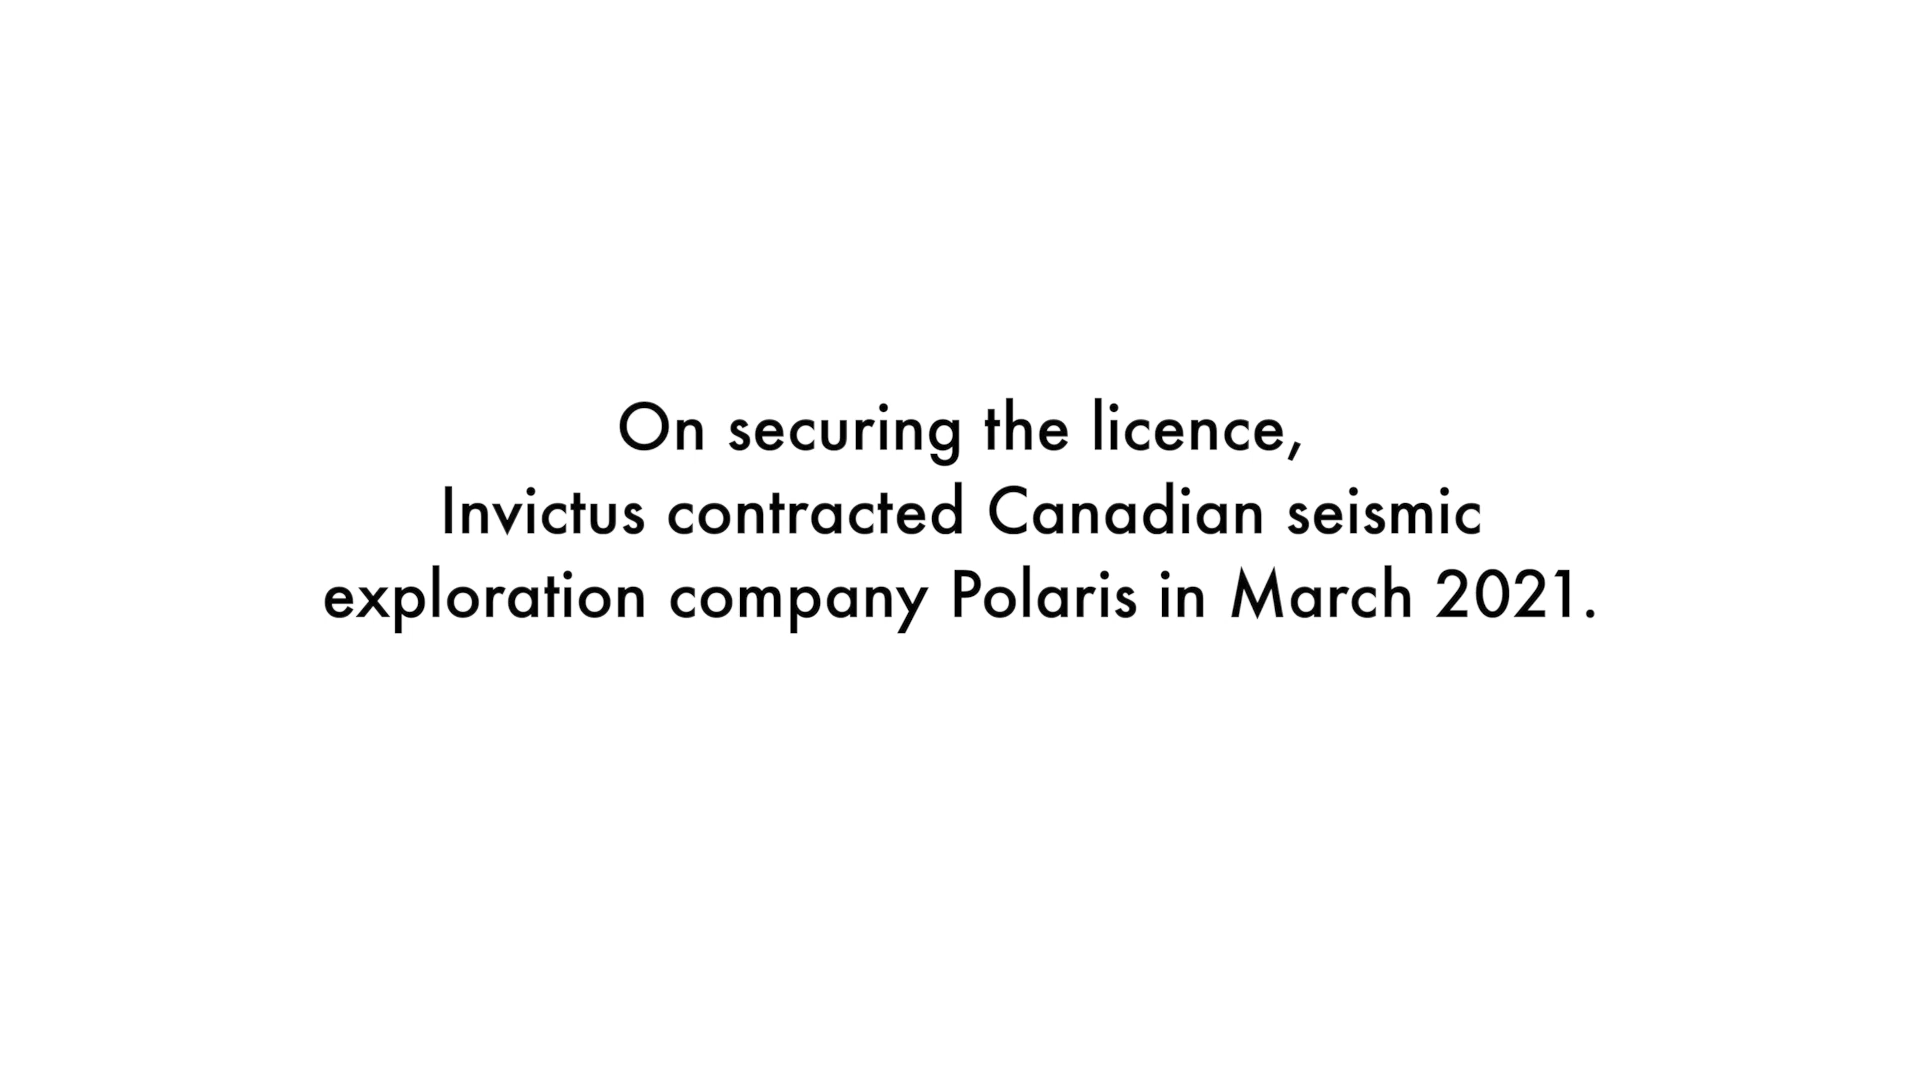 On securing the licence,
Invictus contracted Canadian seismic
exploration company Polaris in March 2021.